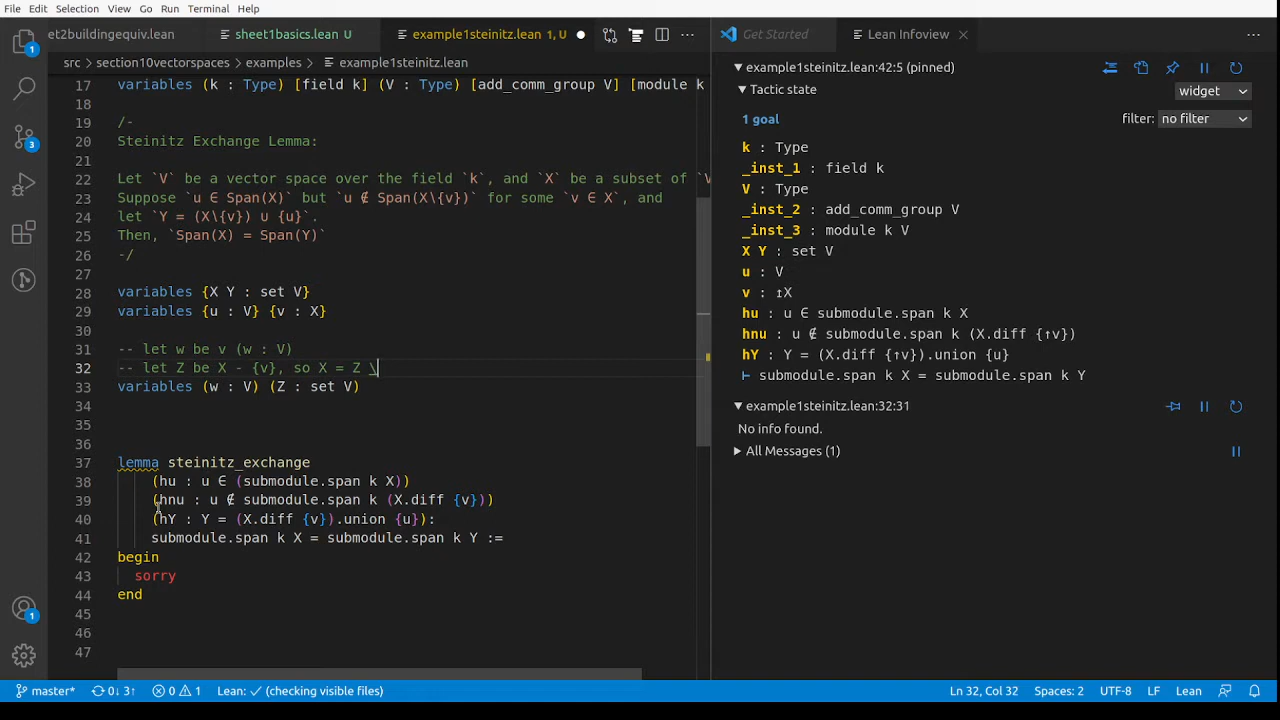 File Edit Selection View Go Run Terminal Help
et2buildingequiv.lean sheet1basics.lean U example1steinitz.lean 1, U Get Started Lean Infoview
src > section10vectorspaces > examples > example1steinitz.lean
17 variables (k : Type) [field k] (V : Type) [add_comm_group V] [module k
18
19 /-
20 Steinitz Exchange Lemma:
21
22 Let `V` be a vector space over the field `k`, and `X` be a subset of `V
23 Suppose `u ∈ Span(X)` but `u ∉ Span(X\{v})` for some `v ∈ X`, and
24 let `Y = (X\{v}) ∪ {u}`.
25 Then, `Span(X) = Span(Y)`
26 -/
27
28 variables {X Y : set V}
29 variables {u : V} {v : X}
30
31 -- let w be v (w : V)
32 -- let Z be X - {v}, so X = Z \
33 variables (w : V) (Z : set V)
34
35
36
37 lemma steinitz_exchange
38 (hu : u ∈ (submodule.span k X))
39 (hnu : u ∉ submodule.span k (X.diff {v}))
40 (hY : Y = (X.diff {v}).union {u}):
41 submodule.span k X = submodule.span k Y :=
42 begin
43 sorry
44 end
45
46
47
example1steinitz.lean:42:5 (pinned)
Tactic state
widget
1 goal
filter: no filter
k : Type
_inst_1 : field k
V : Type
_inst_2 : add_comm_group V
_inst_3 : module k V
X Y : set V
u : V
v : ↥X
hu : u ∈ submodule.span k X
hnu : u ∉ submodule.span k (X.diff {↑v})
hY : Y = (X.diff {↑v}).union {u}
⊢ submodule.span k X = submodule.span k Y
example1steinitz.lean:32:31
No info found.
All Messages (1)
1
3
1
master* 0↓ 3↑ 0 1 Lean: ✓ (checking visible files) Ln 32, Col 32 Spaces: 2 UTF-8 LF Lean